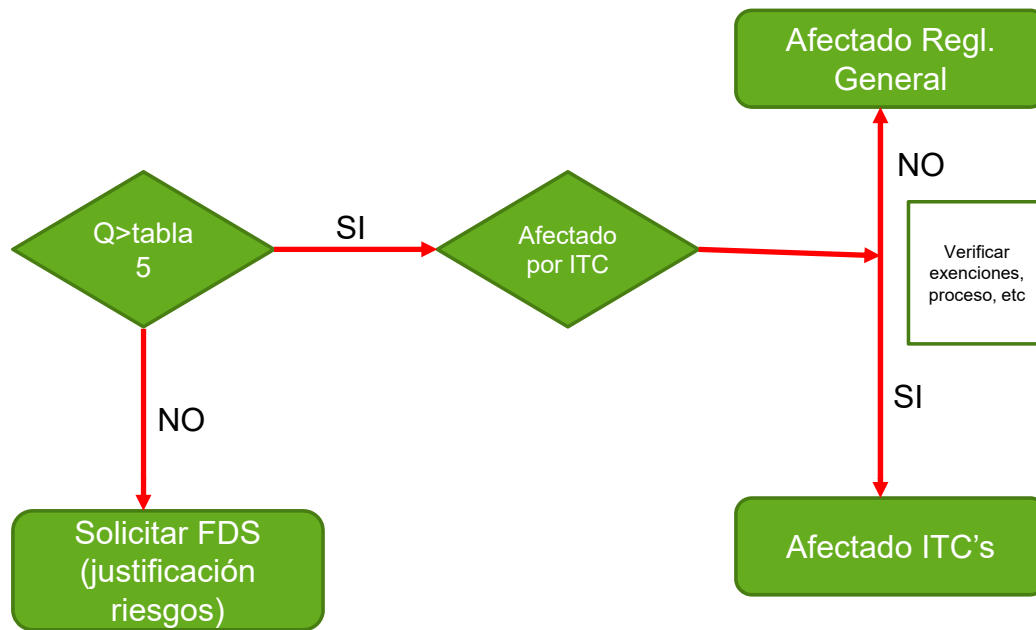 Afectado Regl.
General
NO
Q>tabla
5
SI
Afectado
por ITC
Verificar
exenciones,
proceso, etc
NO
SI
Solicitar FDS
(justificación
riesgos)
Afectado ITC’s